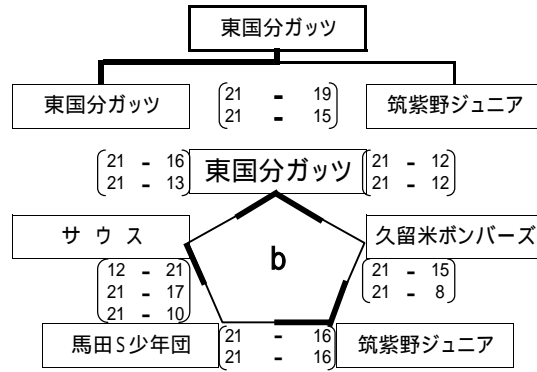 東国分ガッツ
東国分ガッツ 21 - 19 筑紫野ジュニア
21 - 15
21 - 16 東国分ガッツ 21 - 12
21 - 13 21 - 12
サウス 久留米ボンバーズ
b
12 - 21 21 - 15
21 - 17 21 - 8
21 - 10
馬田S少年団 21 - 16 筑紫野ジュニア
21 - 16